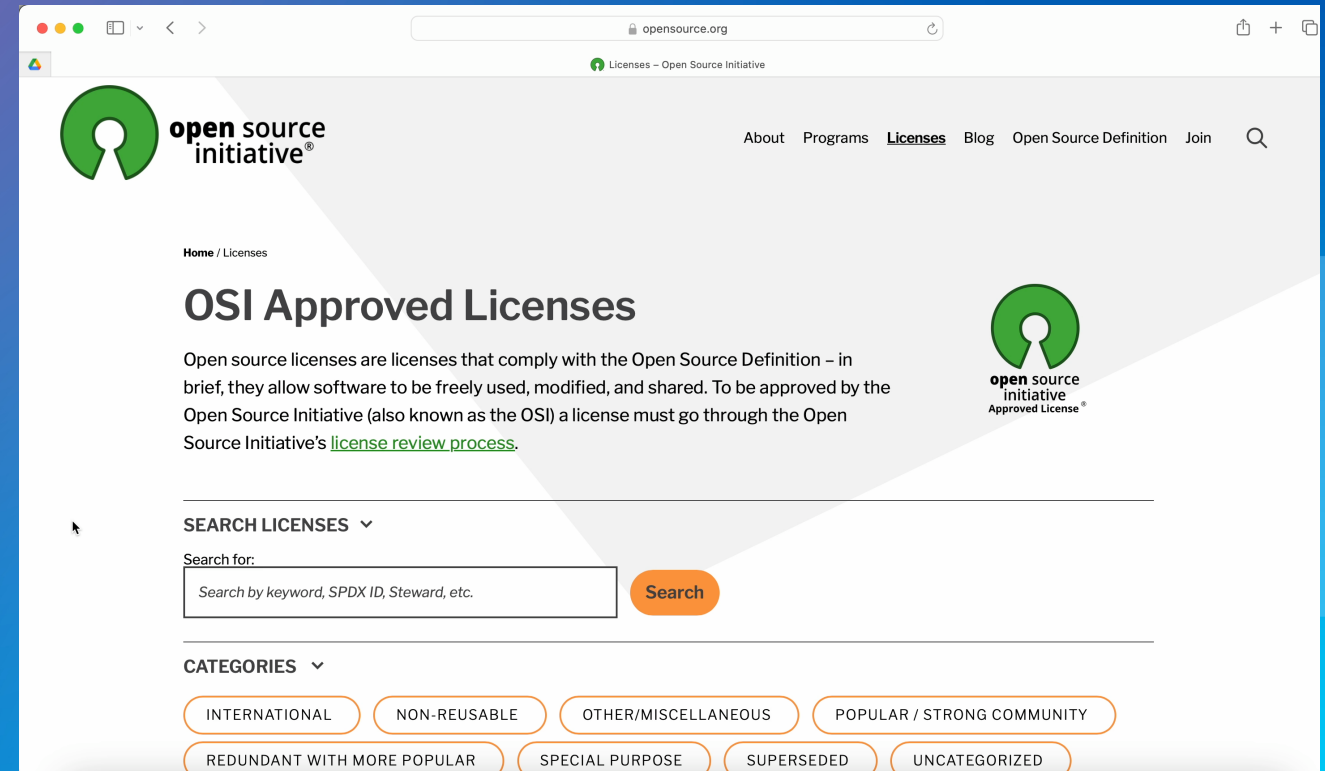 opensource.org
Licenses – Open Source Initiative
open source
initiative®
About Programs Licenses Blog Open Source Definition Join
Home / Licenses
OSI Approved Licenses
Open source licenses are licenses that comply with the Open Source Definition – in
brief, they allow software to be freely used, modified, and shared. To be approved by the
Open Source Initiative (also known as the OSI) a license must go through the Open
Source Initiative’s license review process.
open source
initiative
Approved License®
SEARCH LICENSES
Search for:
Search by keyword, SPDX ID, Steward, etc.
Search
CATEGORIES
INTERNATIONAL NON-REUSABLE OTHER/MISCELLANEOUS POPULAR / STRONG COMMUNITY
REDUNDANT WITH MORE POPULAR SPECIAL PURPOSE SUPERSEDED UNCATEGORIZED